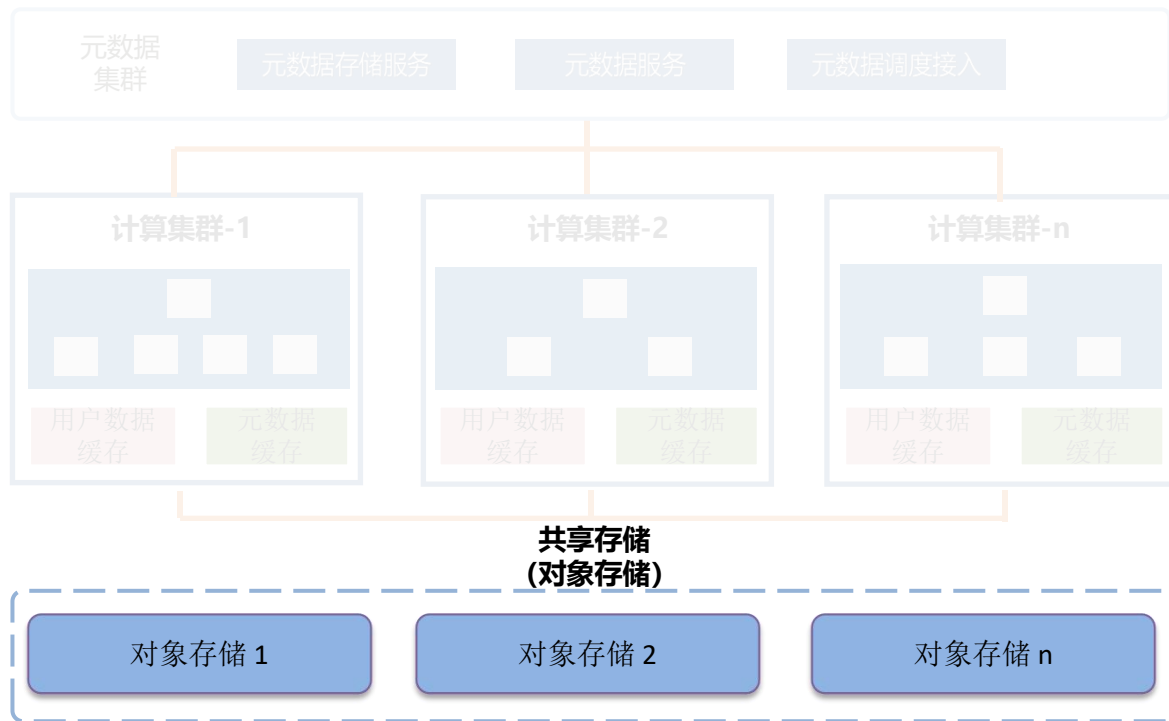 元数据
集群
元数据存储服务
元数据服务
元数据调度接入
计算集群-1
计算集群-2
计算集群-n
用户数据
缓存
元数据
缓存
用户数据
缓存
元数据
缓存
用户数据
缓存
元数据
缓存
共享存储
(对象存储)
对象存储 1
对象存储 2
对象存储 n